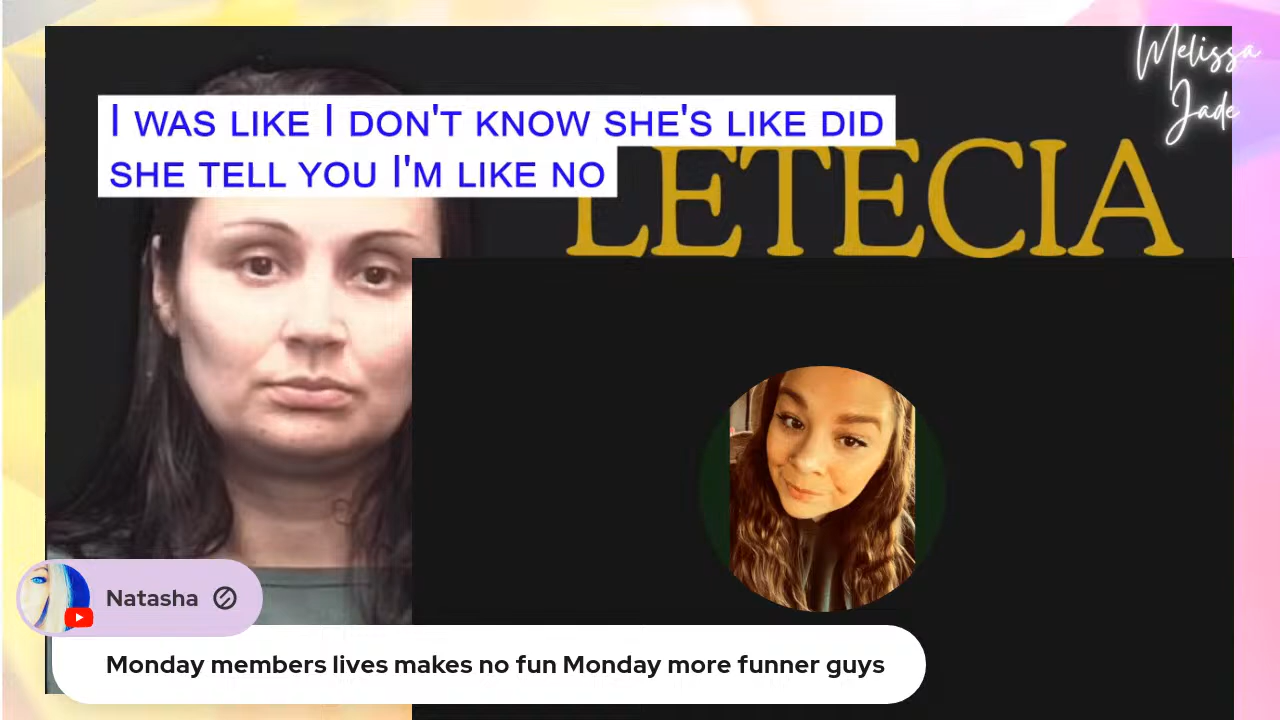 Melissa
Jade
I WAS LIKE I DON'T KNOW SHE'S LIKE DID
SHE TELL YOU I'M LIKE NO
LETECIA
Natasha
Monday members lives makes no fun Monday more funner guys